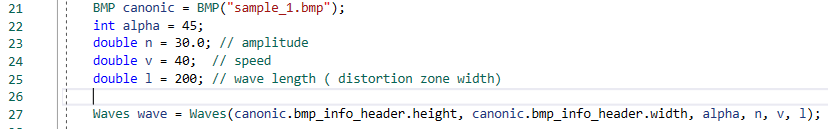 21 BMP canonic = BMP("sample_1.bmp");
22 int alpha = 45;
23 double n = 30.0; // amplitude
24 double v = 40;  // speed
25 double l = 200; // wave length ( distortion zone width)
26
27 Waves wave = Waves(canonic.bmp_info_header.height, canonic.bmp_info_header.width, alpha, n, v, l);